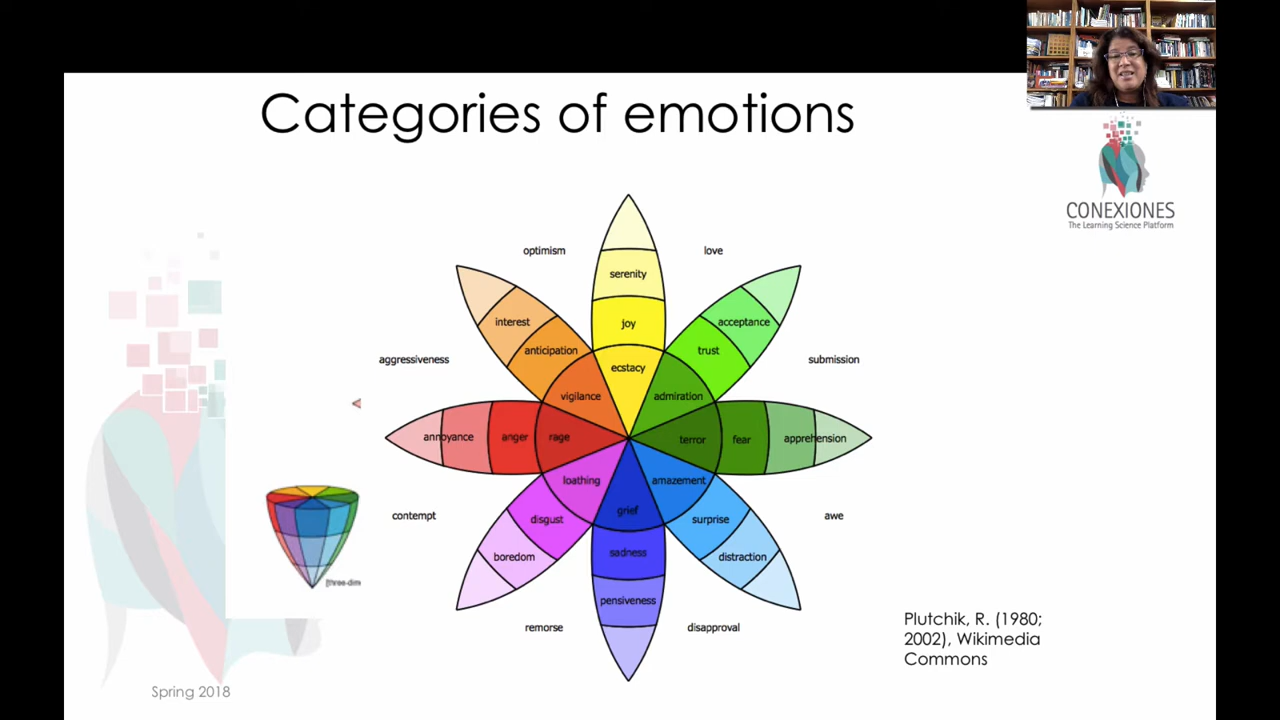 Categories of emotions
CONEXIONES
The Learning Science Platform
optimism
love
serenity
interest
acceptance
joy
anticipation
trust
aggressiveness
submission
ecstacy
vigilance
admiration
annoyance
anger
rage
terror
fear
apprehension
loathing
amazement
contempt
grief
awe
disgust
surprise
sadness
boredom
distraction
[three-dim
pensiveness
remorse
disapproval
Plutchik, R. (1980;
2002), Wikimedia
Commons
Spring 2018